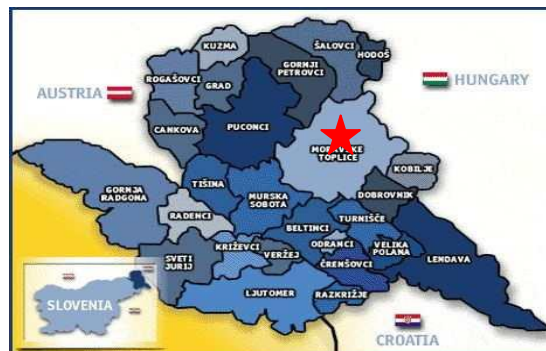 KUZMA
ŠALOVCI
HODOŠ
GORNJI
PETROVCI
ROGAŠOVCI
GRAD
AUSTRIA
HUNGARY
CANKOVA
PUCONCI
MORAVSKE
TOPLICE
KOBILJE
TIŠINA
DOBROVNIK
GORNJA
RADGONA
MURSKA
SOBOTA
RADENCI
TURNIŠČE
BELTINCI
KRIŽEVCI
ODRANCI
VELIKA
POLANA
SVETI
JURIJ
VERŽEJ
LENDAVA
ČRENŠOVCI
SLOVENIA
LJUTOMER
RAZKRIŽJE
CROATIA